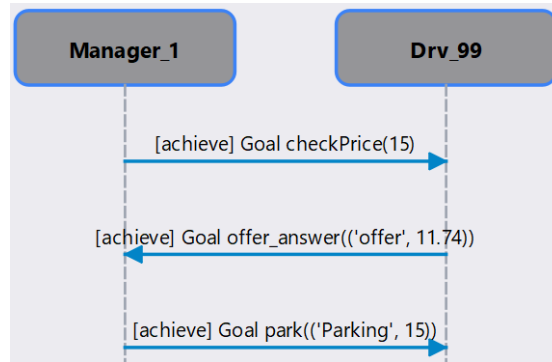 Manager_1 Drv_99
[achieve] Goal checkPrice(15)
[achieve] Goal offer_answer(('offer', 11.74))
[achieve] Goal park(('Parking', 15))